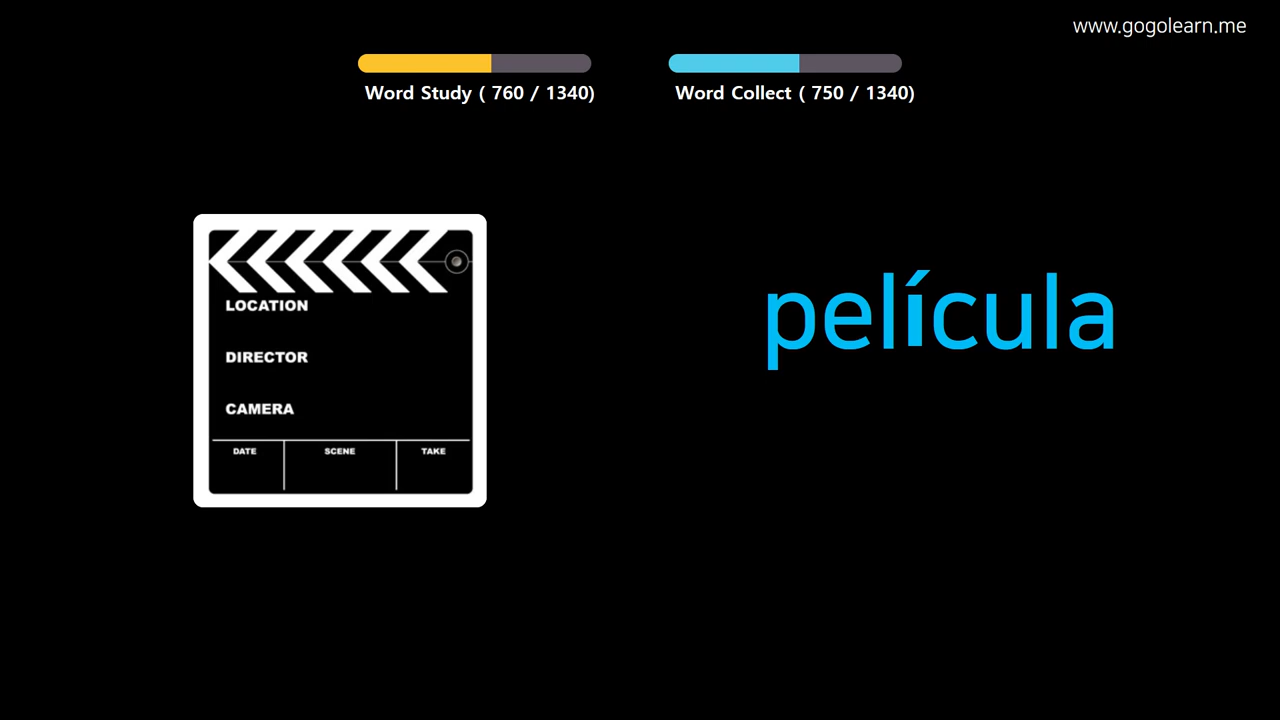 www.gogolearn.me
Word Study ( 760 / 1340)
Word Collect ( 750 / 1340)
LOCATION
DIRECTOR
CAMERA
DATE
SCENE
TAKE
película